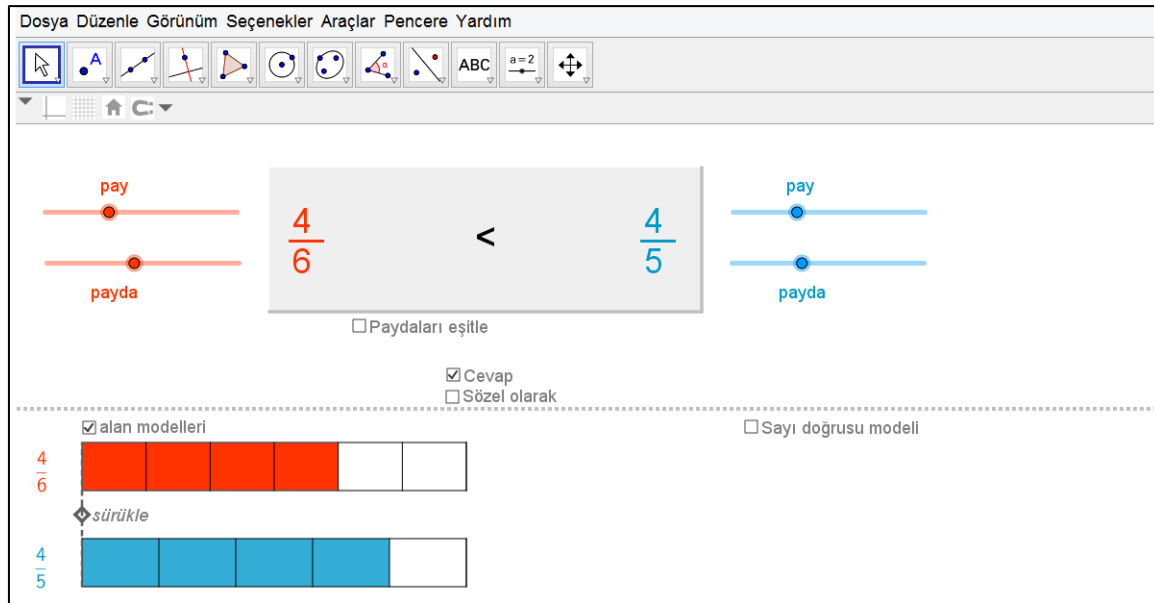 Dosya Düzenle Görünüm Seçenekler Araçlar Pencere Yardım
A
α
ABC
a=2
pay
payda
4
6
<
4
5
pay
payda
Paydaları eşitle
Cevap
Sözel olarak
alan modelleri
Sayı doğrusu modeli
4
6
sürükle
4
5